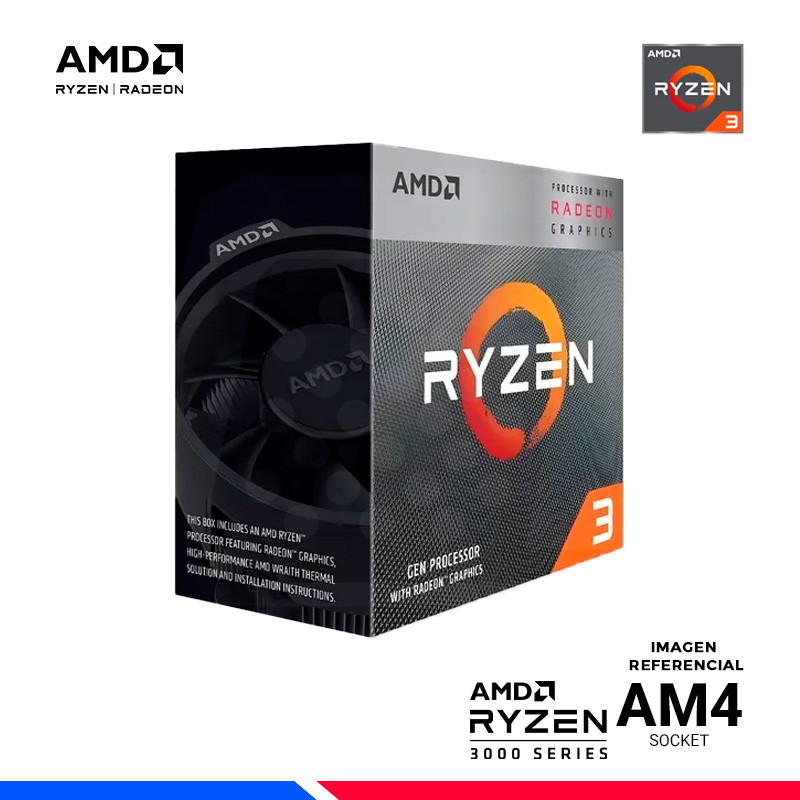 AMD
RYZEN | RADEON
AMD
RYZEN
3
AMD
PROCESSOR WITH
RADEON
GRAPHICS
AMD
AMD
RYZEN
3
THIS BOX INCLUDES AN AMD RYZEN™
PROCESSOR FEATURING RADEON™ GRAPHICS,
HIGH-PERFORMANCE AMD WRAITH THERMAL
SOLUTION AND INSTALLATION INSTRUCTIONS.
GEN PROCESSOR
WITH RADEON™ GRAPHICS
IMAGEN
REFERENCIAL
AMD
RYZEN
3000 SERIES
AM4
SOCKET